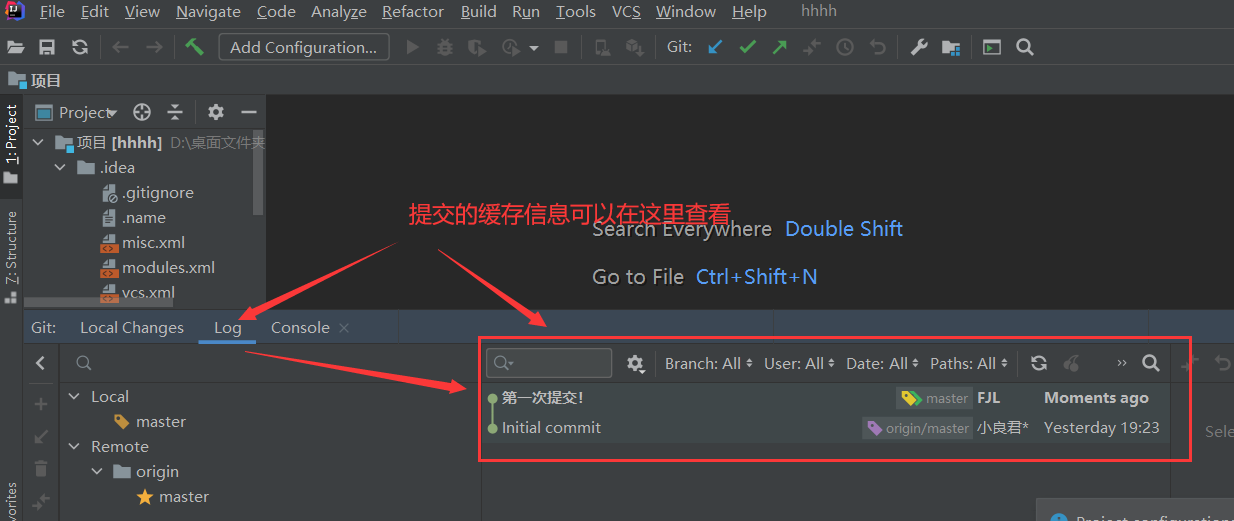 File Edit View Navigate Code Analyze Refactor Build Run Tools VCS Window Help hhhh
Add Configuration... Git:
项目
Project
1: Project
项目 [hhhh] D:\桌面文件夹
.idea
.gitignore
.name
misc.xml
modules.xml
vcs.xml
Z: Structure
提交的缓存信息可以在这里查看
Search Everywhere Double Shift
Go to File Ctrl+Shift+N
Git: Local Changes Log Console
Branch: All User: All Date: All Paths: All
Local
master
Remote
origin
master
第一次提交! master FJL Moments ago
Initial commit origin/master 小良君* Yesterday 19:23